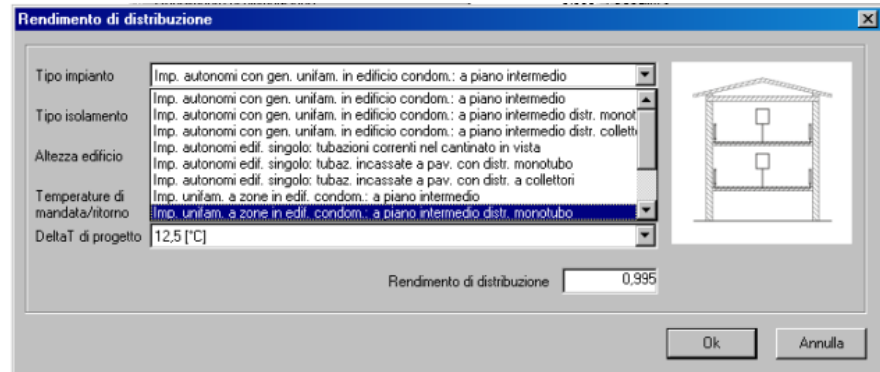 Rendimento di distribuzione
Tipo impianto
Imp. autonomi con gen. unifam. in edificio condom.: a piano intermedio
Imp. autonomi con gen. unifam. in edificio condom.: a piano intermedio
Tipo isolamento
Imp. autonomi con gen. unifam. in edificio condom.: a piano intermedio distr. monot
Imp. autonomi con gen. unifam. in edificio condom.: a piano intermedio distr. collett
Imp. autonomi edif. singolo: tubazioni correnti nel cantinato in vista
Altezza edificio
Imp. autonomi edif. singolo: tubaz. incassate a pav. con distr. monotubo
Imp. autonomi edif. singolo: tubaz. incassate a pav. con distr. a collettori
Temperature di mandata/ritorno
Imp. unifam. a zone in edif. condom.: a piano intermedio
Imp. unifam. a zone in edif. condom.: a piano intermedio distr. monotubo
DeltaT di progetto
12,5 [°C]
Rendimento di distribuzione
0,995
Ok
Annulla